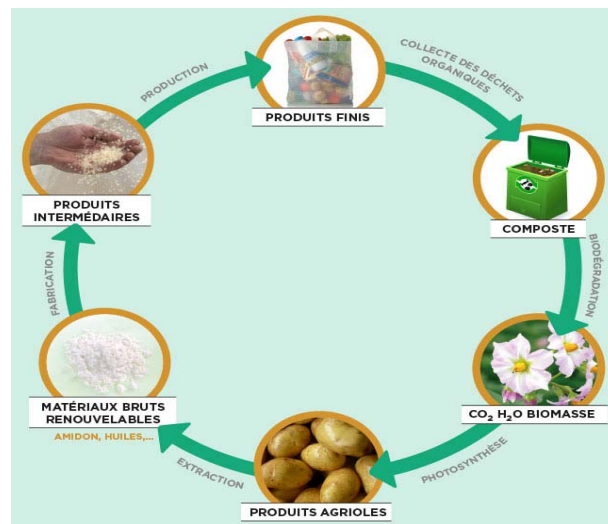 PRODUCTION
PRODUITS FINIS
COLLECTE DES DÉCHETS
ORGANIQUES
COMPOSTE
BIODÉGRADATION
CO₂ H₂O BIOMASSE
PHOTOSYNTHÈSE
PRODUITS AGRIOLES
EXTRACTION
MATÉRIAUX BRUTS
RENOUVELABLES
AMIDON, HUILES,...
FABRICATION
PRODUITS
INTERMÉDAIRES